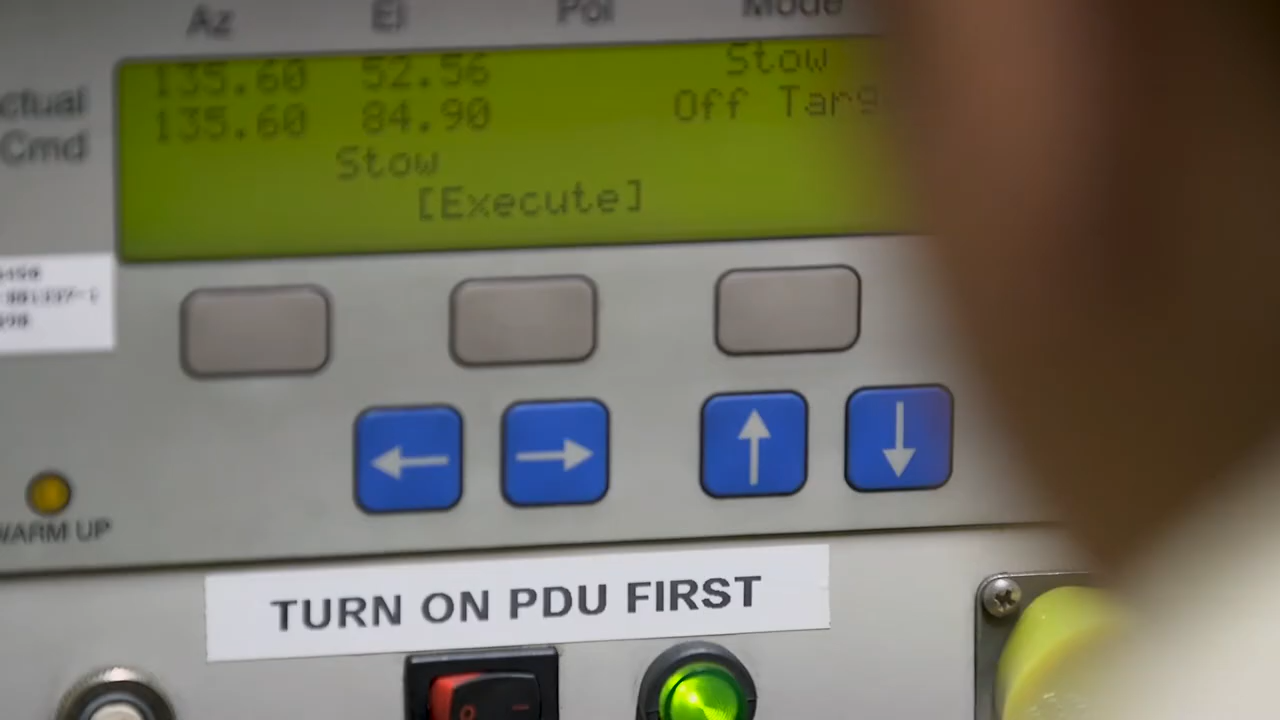 Az El Pol Mode
135.60 52.56 Stow
135.60 84.90 Off Targ
Cmd
Stow
[Execute]
WARM UP
TURN ON PDU FIRST